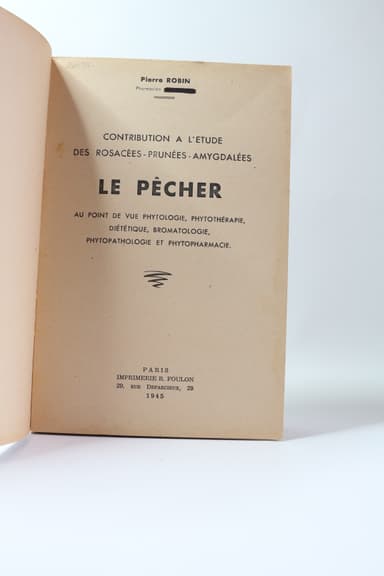 Pierre ROBIN
Pharmacien
CONTRIBUTION A L'ETUDE
DES ROSACÉES - PRUNÉES - AMYGDALÉES
LE PÊCHER
AU POINT DE VUE PHYTOLOGIE, PHYTOTHÉRAPIE,
DIÉTÉTIQUE, BROMATOLOGIE,
PHYTOPATHOLOGIE ET PHYTOPHARMACIE.
PARIS
IMPRIMERIE R. FOULON
29, RUE DEPARCIEUX, 29
1945